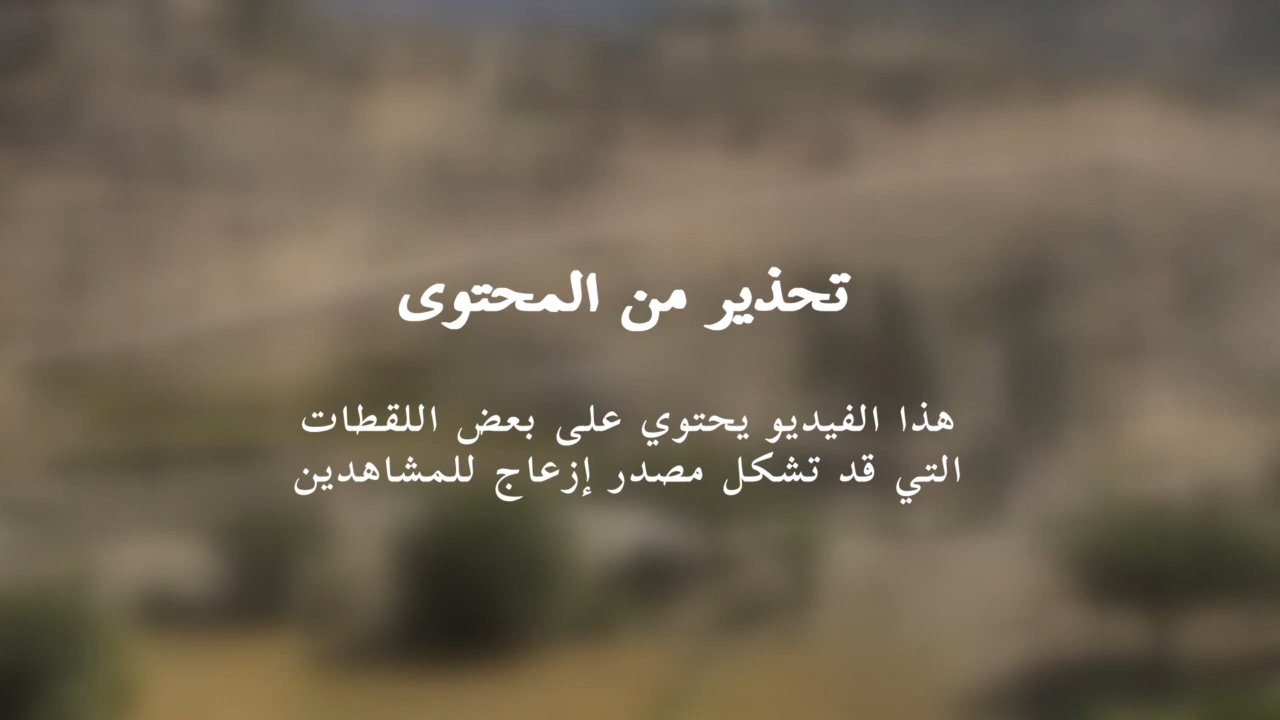 تحذير من المحتوى
هذا الفيديو يحتوي على بعض اللقطات
التي قد تشكل مصدر إزعاج للمشاهدين